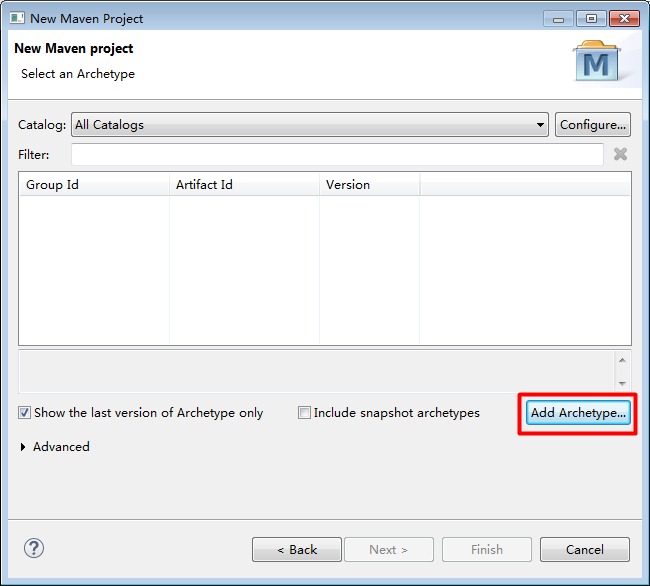 New Maven Project
New Maven project
Select an Archetype
M
Catalog: All Catalogs Configure...
Filter:
Group Id Artifact Id Version
Show the last version of Archetype only Include snapshot archetypes Add Archetype...
Advanced
? < Back Next > Finish Cancel